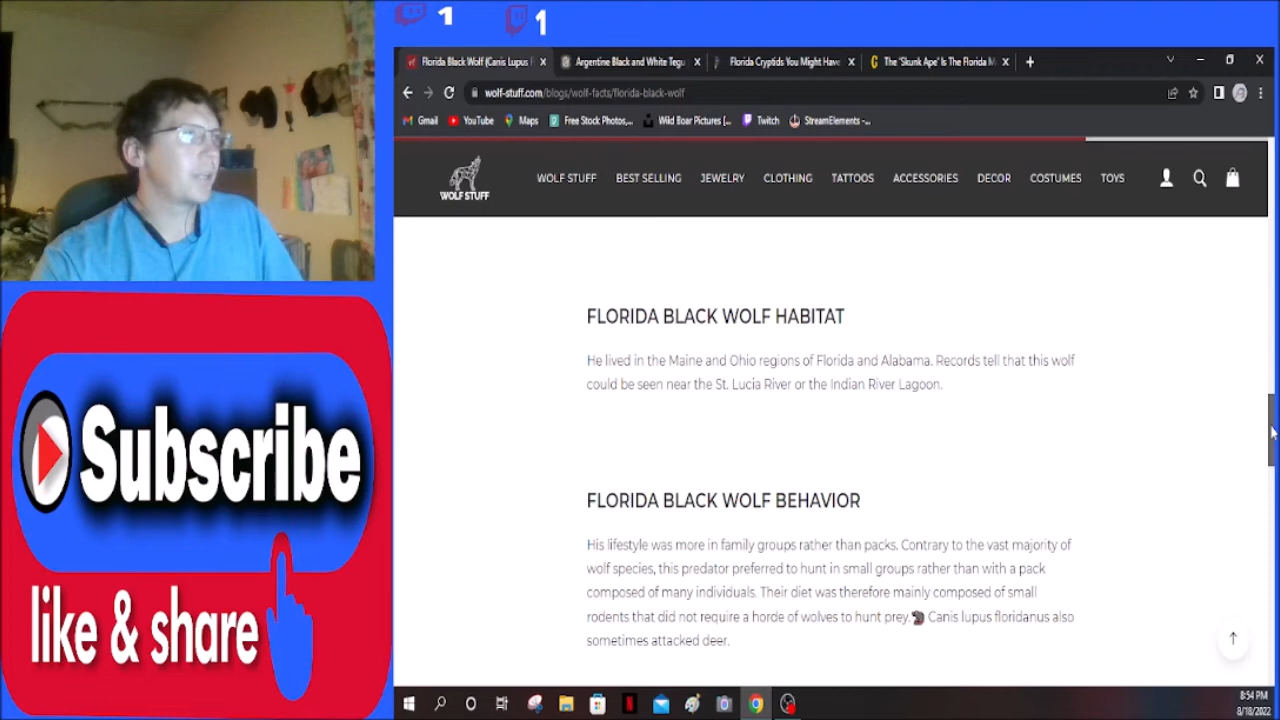 1
1
Florida Black Wolf (Canis Lupus F
Argentine Black and White Tegu
Florida Cryptids You Might Have
The 'Skunk Ape' Is The Florida M
wolf-stuff.com/blogs/wolf-facts/florida-black-wolf
Gmail
YouTube
Maps
Free Stock Photos,...
Wild Boar Pictures [...
Twitch
StreamElements -...
WOLF STUFF
WOLF STUFF
BEST SELLING
JEWELRY
CLOTHING
TATTOOS
ACCESSORIES
DECOR
COSTUMES
TOYS
FLORIDA BLACK WOLF HABITAT
He lived in the Maine and Ohio regions of Florida and Alabama. Records tell that this wolf
could be seen near the St. Lucia River or the Indian River Lagoon.
FLORIDA BLACK WOLF BEHAVIOR
His lifestyle was more in family groups rather than packs. Contrary to the vast majority of
wolf species, this predator preferred to hunt in small groups rather than with a pack
composed of many individuals. Their diet was therefore mainly composed of small
rodents that did not require a horde of wolves to hunt prey. Canis lupus floridanus also
sometimes attacked deer.
Subscribe
like & share
8:54 PM
8/18/2022